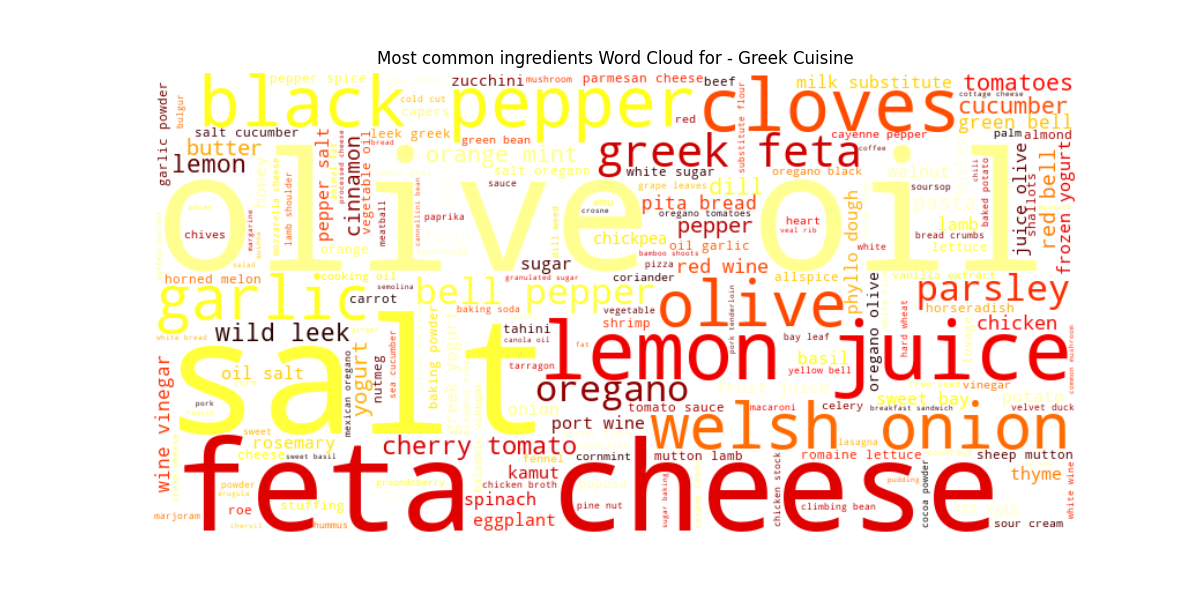 Most common ingredients Word Cloud for - Greek Cuisine
garlic powder
bulgur
pepper spice
zucchini
mushroom
parmesan cheese
beef
milk substitute
cottage cheese
tomatoes
black pepper
cold cut
capers
red
cloves
substitute flour
cucumber
green bell
salt cucumber
butter
lemon
pepper salt
processed cheese
cinnamon
vegetable oil
leek greek
bread
green bean
orange mint
salt oregano
greek feta
white sugar
cayenne pepper
coffee
oregano black
palm
almond
walnut
soursop
chili
baked potato
juice olive
shallots
red bell
frozen yogurt
olive oil
honey
mozzarella cheese
lamb shoulder
sauce
grape leaves
dill
pita bread
pasta
lamb
chives
margarine
quinoa
salad
orange
meatball
cannellini bean
paprika
dill weed
crosne
oregano tomatoes
pepper
chickpea
oil garlic
heart
veal rib
phyllo dough
white
bread crumbs
lettuce
bamboo shoots
horned melon
cooking oil
sugar
granulated sugar
pizza
coriander
red wine
allspice
vanilla extract
garlic
carrot
semolina
bell pepper
baking soda
vegetable
olive
oregano olive
parsley
horseradish
white bread
wild leek
tahini
canola oil
shrimp
pork tenderloin
bay leaf
hard wheat
chicken
salt
oil salt
yogurt
nutmeg
sea cucumber
baking powder
greek yogurt
tarragon
fat
lemon juice
basil
yellow bell
common mushroom
mexican oregano
oregano
fruit juice
vinegar
sweet bay
potato
pork
onion
port wine
tomato sauce
macaroni
celery
breakfast sandwich
velvet duck
wine vinegar
sweet
rosemary
cheese
sweet basil
cherry tomato
welsh onion
lasagna
feta cheese
fennel
cornmint
mutton lamb
romaine lettuce
sheep mutton
kamut
groundcherry
chicken broth
chicken stock
pudding
thyme
powder
arugula
stuffing
spinach
pine nut
sugar baking
climbing bean
cocoa powder
white wine
marjoram
roe
chervil
hummus
eggplant
sour cream